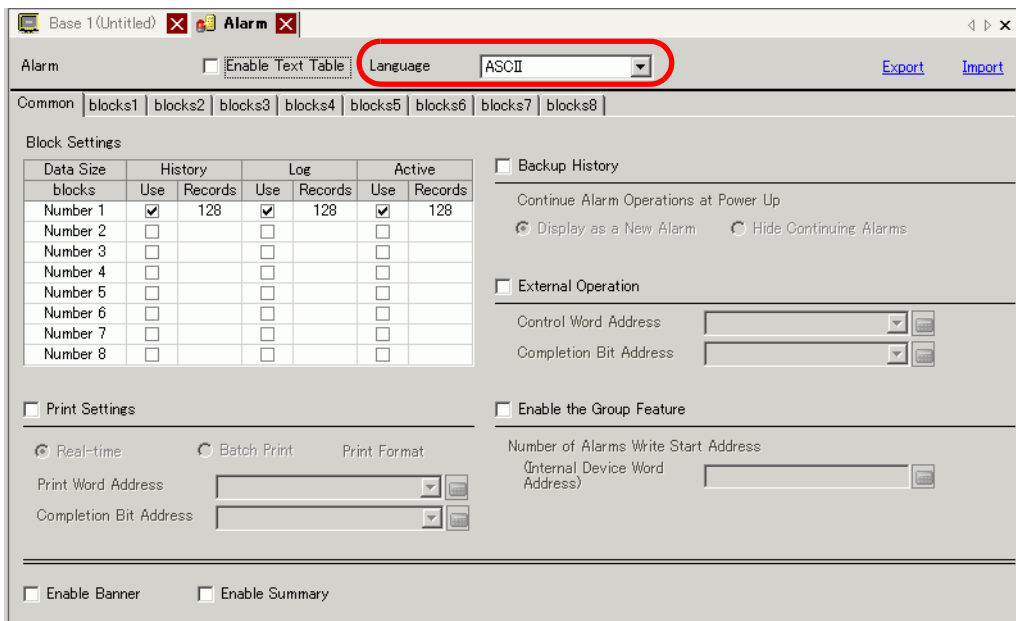 Base 1(Untitled) Alarm
Alarm Enable Text Table Language ASCII Export Import
Common blocks1 blocks2 blocks3 blocks4 blocks5 blocks6 blocks7 blocks8
Block Settings
Data Size History Log Active
blocks Use Records Use Records Use Records
Number 1 128 128 128
Number 2
Number 3
Number 4
Number 5
Number 6
Number 7
Number 8
Backup History
Continue Alarm Operations at Power Up
Display as a New Alarm Hide Continuing Alarms
External Operation
Control Word Address
Completion Bit Address
Print Settings
Real-time Batch Print Print Format
Print Word Address
Completion Bit Address
Enable the Group Feature
Number of Alarms Write Start Address
(Internal Device Word
Address)
Enable Banner Enable Summary